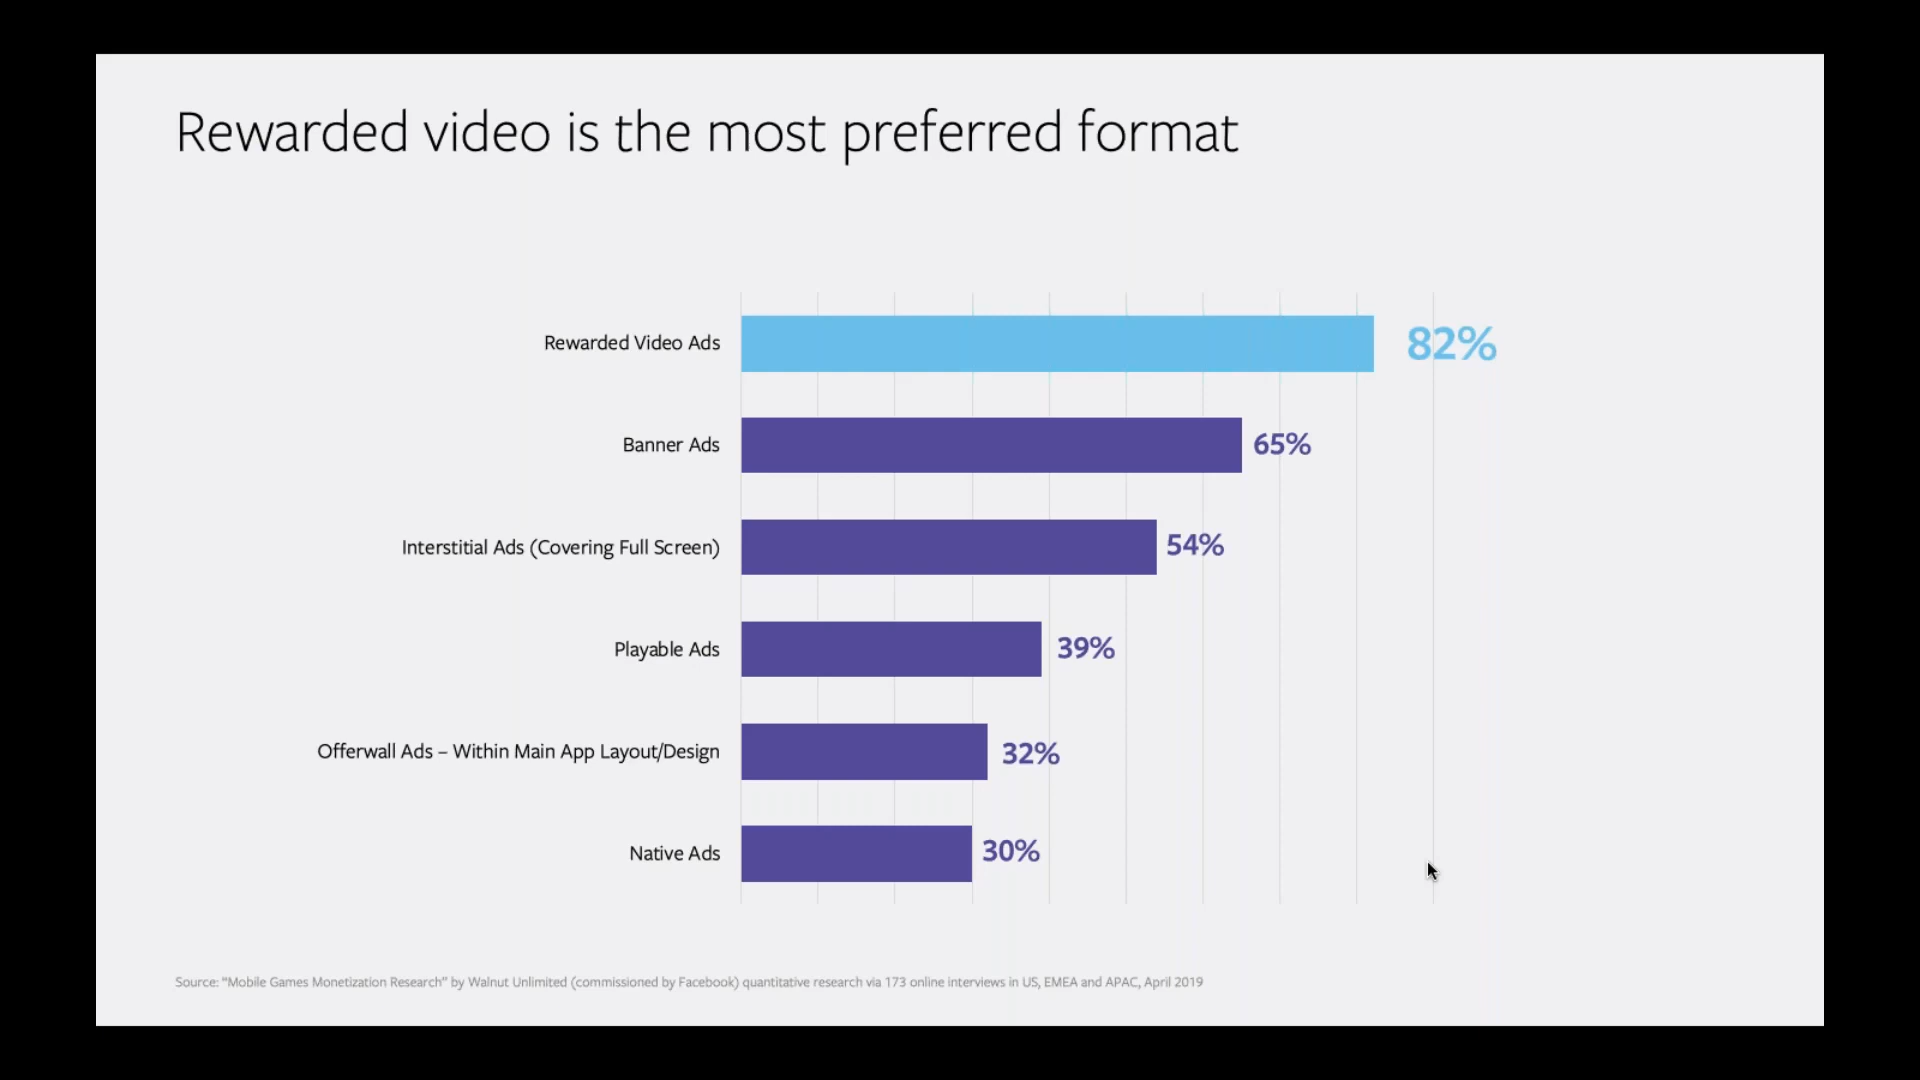 Rewarded video is the most preferred format
Rewarded Video Ads 82%
Banner Ads 65%
Interstitial Ads (Covering Full Screen) 54%
Playable Ads 39%
Offerwall Ads – Within Main App Layout/Design 32%
Native Ads 30%
Source: "Mobile Games Monetization Research" by Walnut Unlimited (commissioned by Facebook) quantitative research via 173 online interviews in US, EMEA and APAC, April 2019